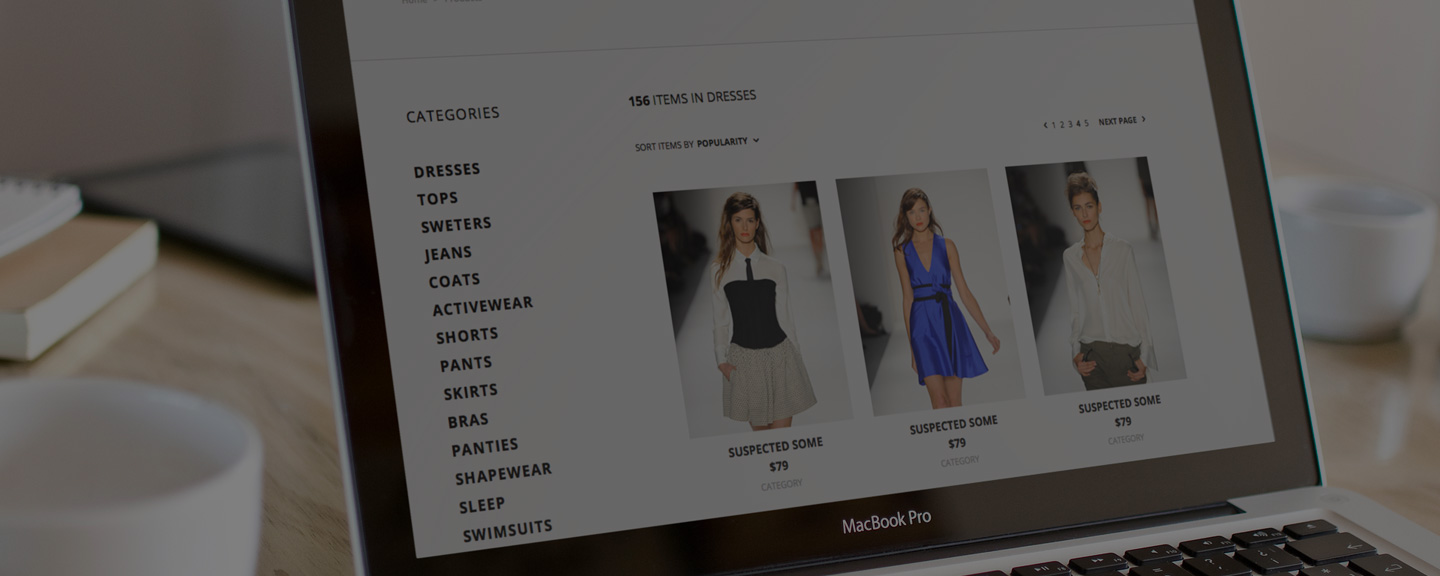 CATEGORIES
DRESSES
TOPS
SWETERS
JEANS
COATS
ACTIVEWEAR
SHORTS
PANTS
SKIRTS
BRAS
PANTIES
SHAPEWEAR
SLEEP
SWIMSUITS
156 ITEMS IN DRESSES
SORT ITEMS BY POPULARITY
< 1 2 3 4 5 NEXT PAGE >
SUSPECTED SOME
$79
CATEGORY
SUSPECTED SOME
$79
CATEGORY
SUSPECTED SOME
$79
CATEGORY
MacBook Pro